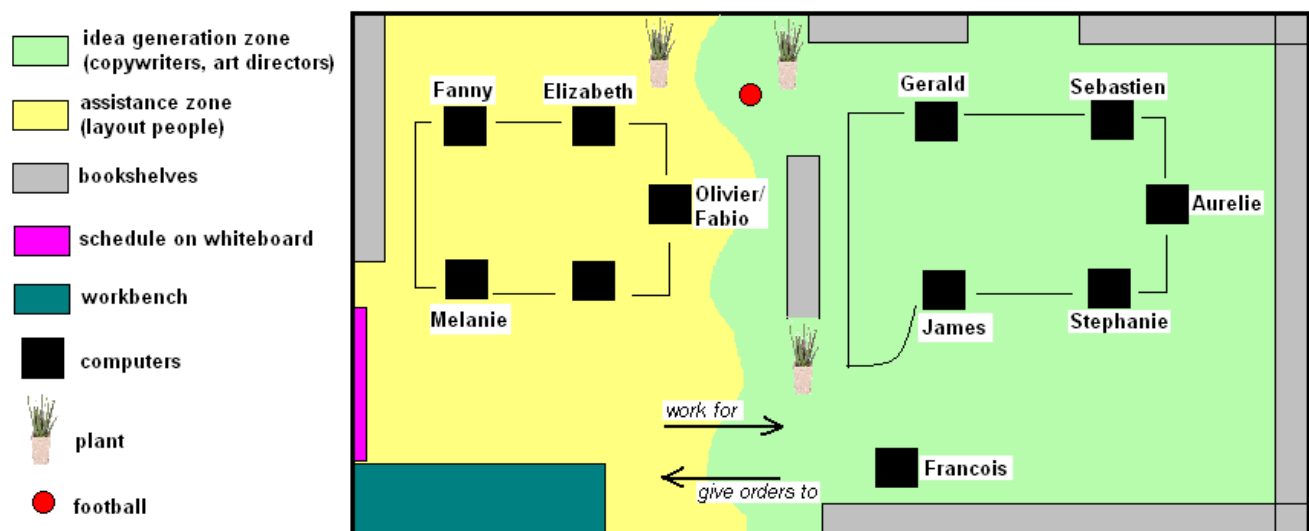 idea generation zone
(copywriters, art directors)
assistance zone
(layout people)
bookshelves
schedule on whiteboard
workbench
computers
plant
football
Fanny
Elizabeth
Olivier/
Fabio
Melanie
Gerald
Sebastien
Aurelie
James
Stephanie
work for
give orders to
Francois